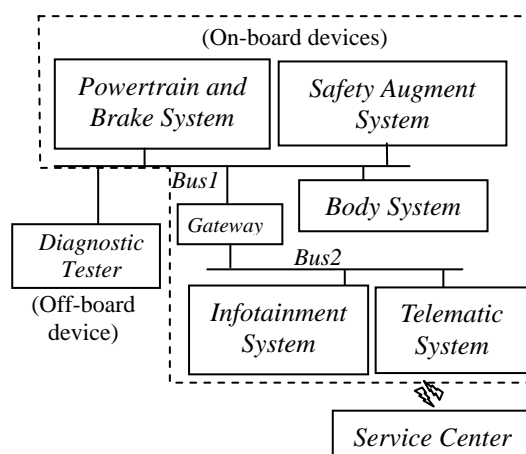 (On-board devices)
Powertrain and
Brake System
Safety Augment
System
Bus1
Gateway
Body System
Diagnostic
Tester
(Off-board
device)
Bus2
Infotainment
System
Telematic
System
Service Center